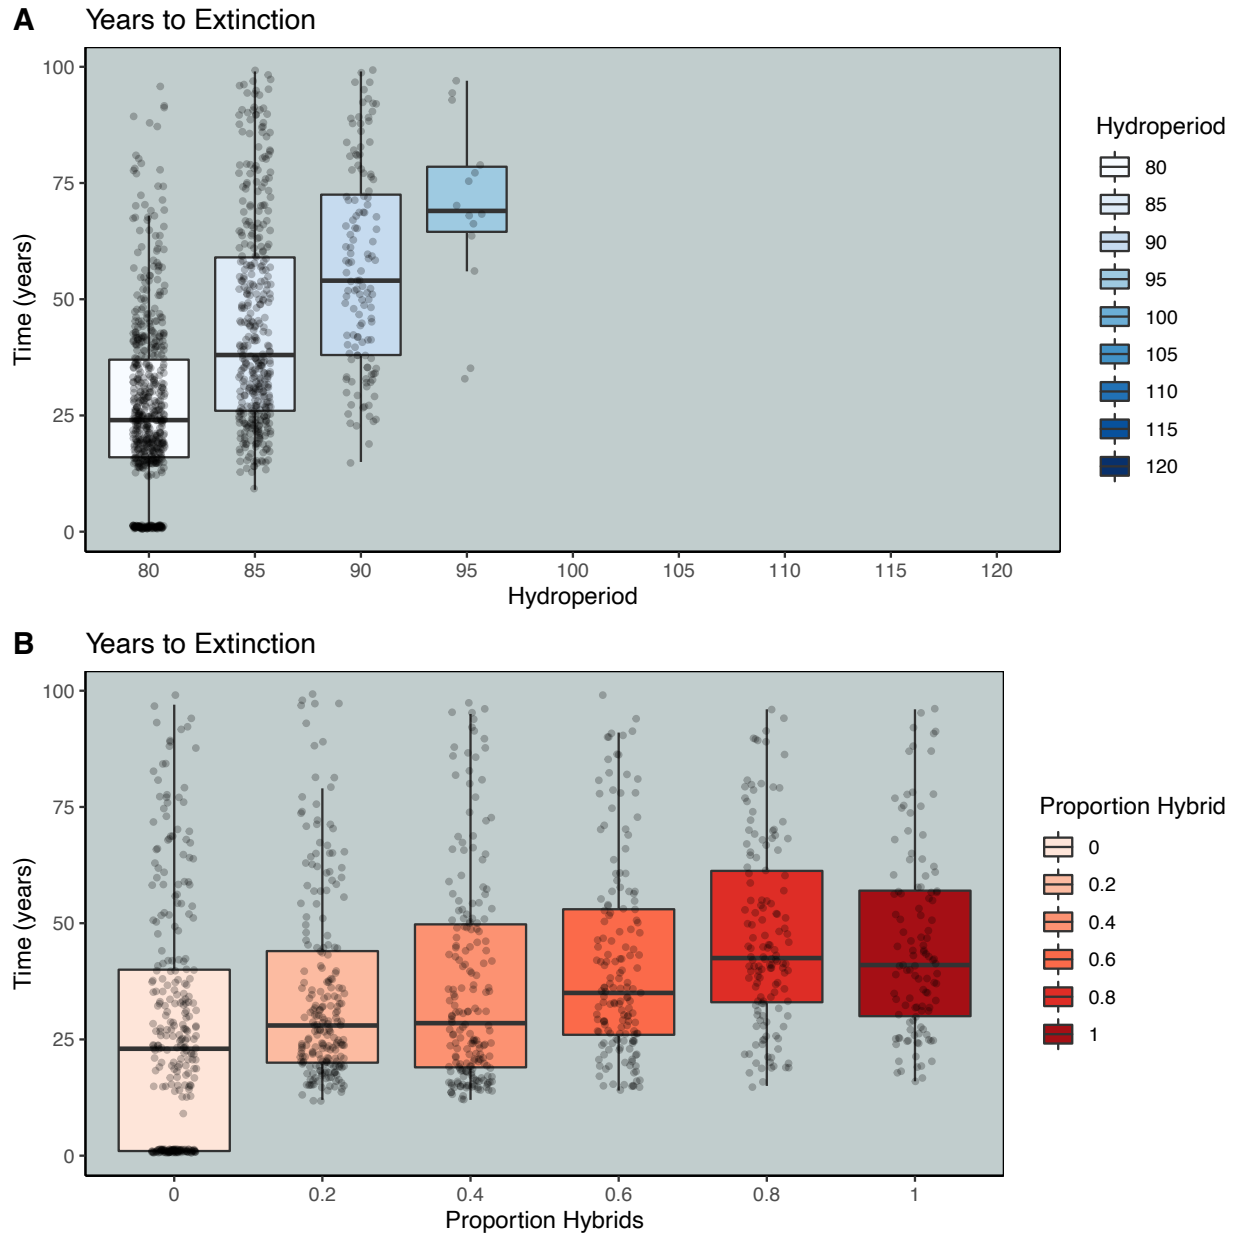 A Years to Extinction
100
75
50
25
0
Time (years)
80 85 90 95 100 105 110 115 120
Hydroperiod
Hydroperiod
80
85
90
95
100
105
110
115
120
B Years to Extinction
100
75
50
25
0
Time (years)
0 0.2 0.4 0.6 0.8 1
Proportion Hybrids
Proportion Hybrid
0
0.2
0.4
0.6
0.8
1